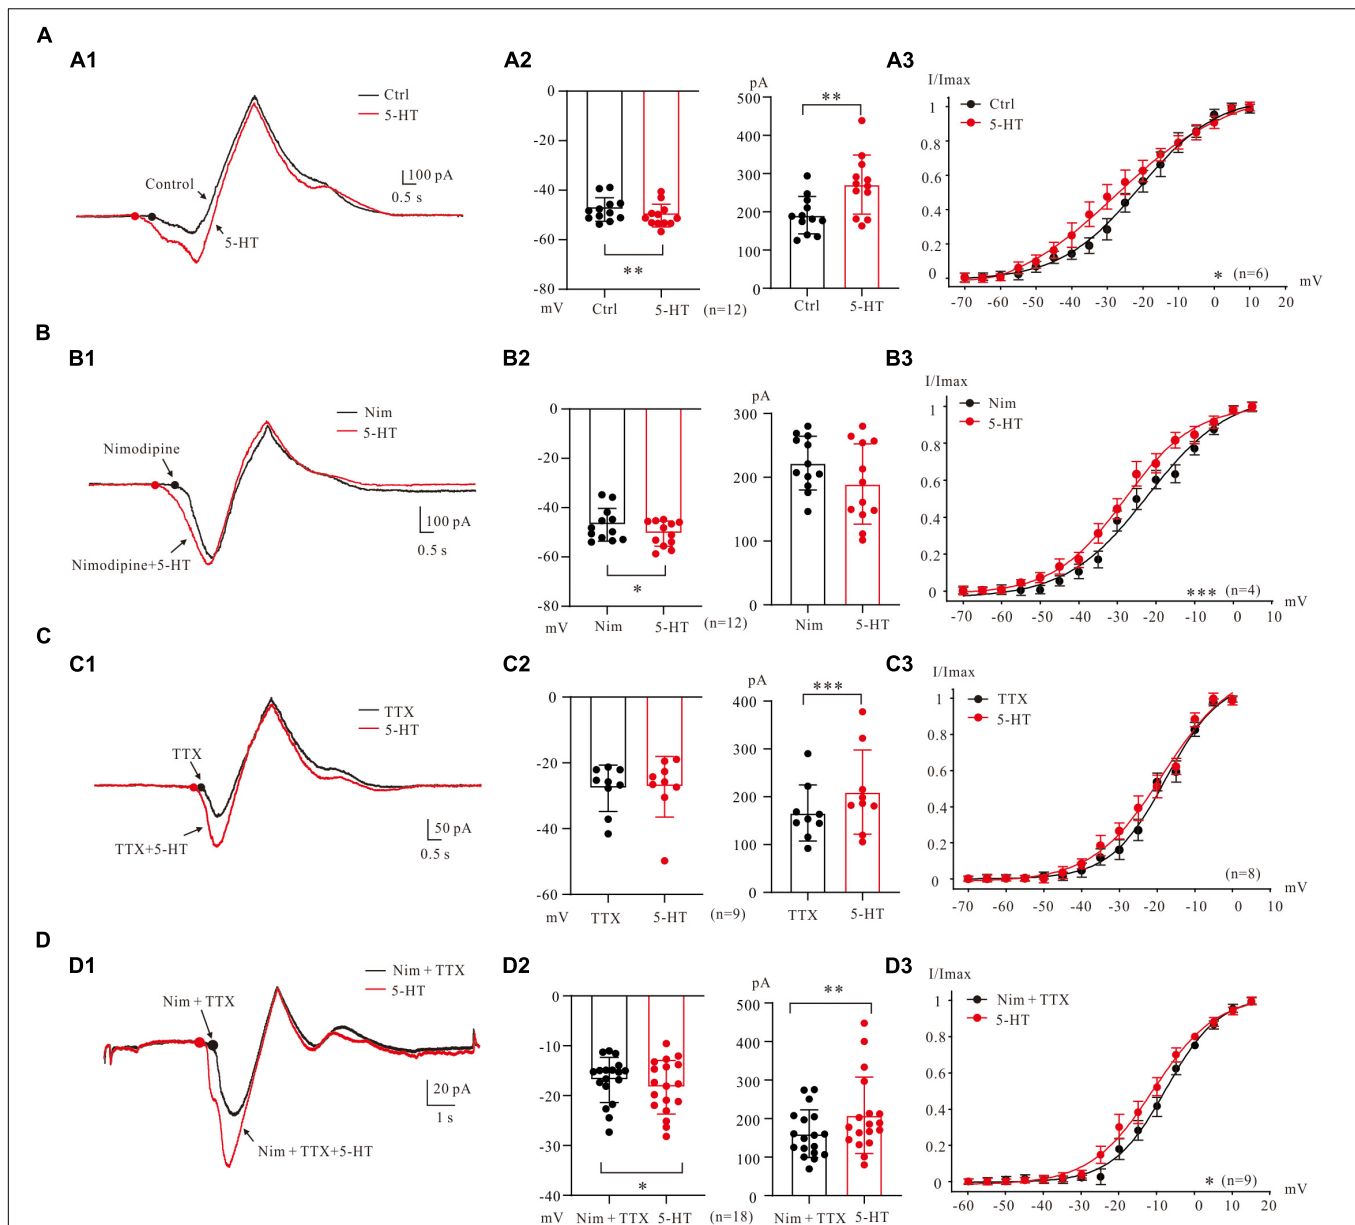 A
A1
Ctrl
5-HT
Control
5-HT
100 pA
0.5 s
A2
0
-20
-40
-60
-80
mV
**
Ctrl
5-HT
(n=12)
pA
500
400
300
200
100
0
**
Ctrl
5-HT
A3
I/Imax
1
0.8
0.6
0.4
0.2
0
Ctrl
5-HT
* (n=6)
mV
-70 -60 -50 -40 -30 -20 -10 0 10 20
B
B1
Nim
5-HT
Nimodipine
Nimodipine+5-HT
100 pA
0.5 s
B2
0
-20
-40
-60
-80
mV
*
Nim
5-HT
(n=12)
pA
300
200
100
0
Nim
5-HT
B3
I/Imax
1
0.8
0.6
0.4
0.2
0
Nim
5-HT
*** (n=4)
mV
-70 -60 -50 -40 -30 -20 -10 0 10
C
C1
TTX
5-HT
TTX
TTX+5-HT
50 pA
0.5 s
C2
0
-20
-40
-60
mV
TTX
5-HT
(n=9)
pA
400
300
200
100
0
***
TTX
5-HT
C3
I/Imax
1
0.8
0.6
0.4
0.2
0
TTX
5-HT
(n=8)
mV
-70 -60 -50 -40 -30 -20 -10 0 10
D
D1
Nim + TTX
5-HT
Nim + TTX
Nim + TTX+5-HT
20 pA
1 s
D2
0
-10
-20
-30
-40
mV
*
Nim + TTX
5-HT
(n=18)
pA
500
400
300
200
100
0
**
Nim + TTX
5-HT
D3
I/Imax
1
0.8
0.6
0.4
0.2
0
Nim + TTX
5-HT
* (n=9)
mV
-70 -60 -50 -40 -30 -20 -10 0 10